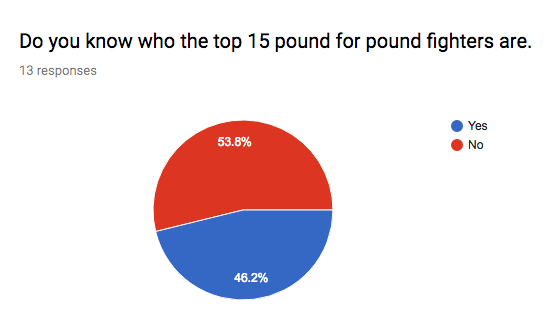 Do you know who the top 15 pound for pound fighters are.
13 responses
Yes
No
53.8%
46.2%